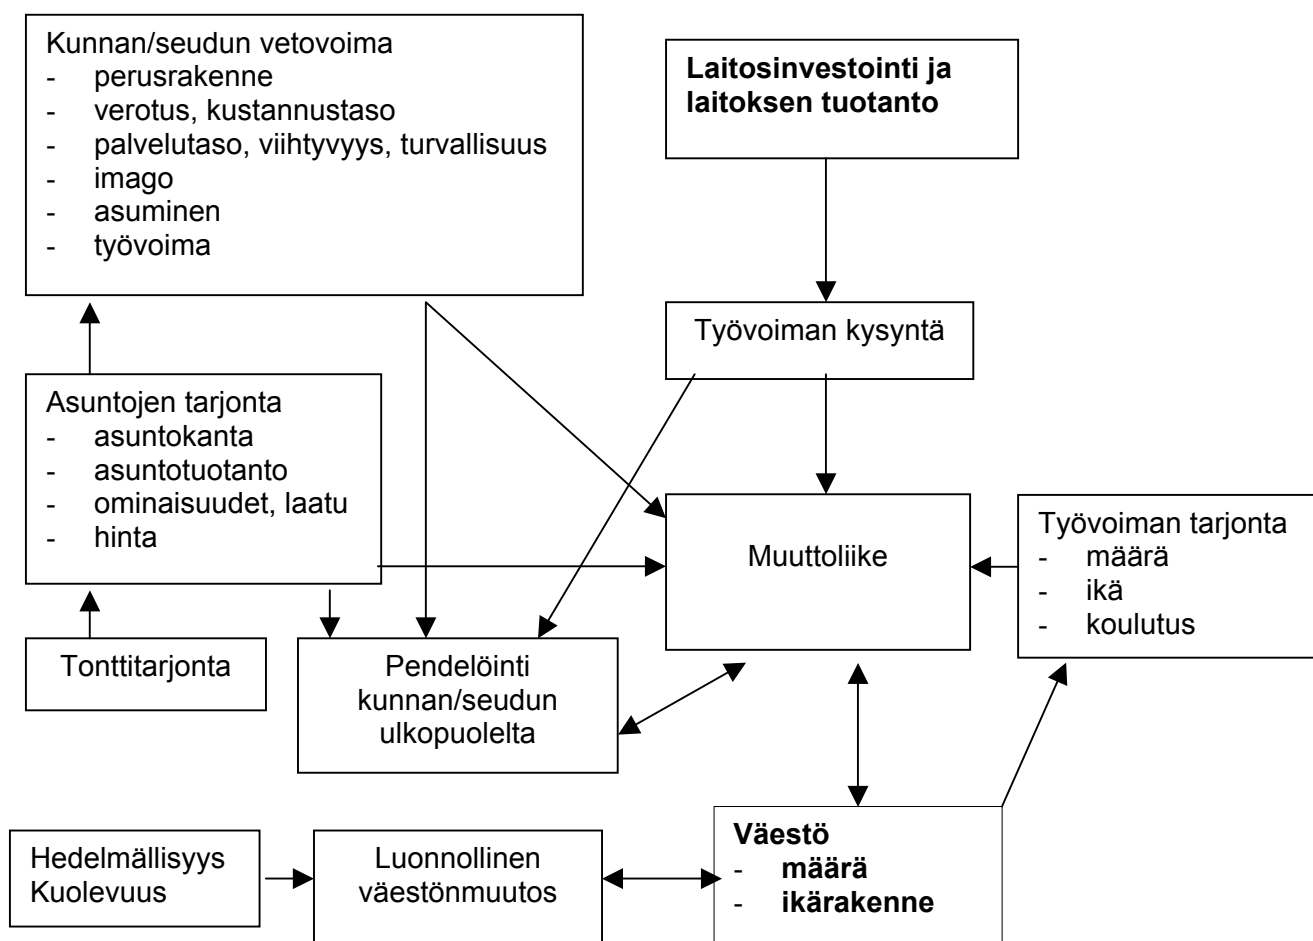 Kunnan/seudun vetovoima
- perusrakenne
- verotus, kustannustaso
- palvelutaso, viihtyvyys, turvallisuus
- imago
- asuminen
- työvoima
Laitosinvestointi ja
laitoksen tuotanto
Työvoiman kysyntä
Asuntojen tarjonta
- asuntokanta
- asuntotuotanto
- ominaisuudet, laatu
- hinta
Muuttoliike
Työvoiman tarjonta
- määrä
- ikä
- koulutus
Tonttitarjonta
Pendelöinti
kunnan/seudun
ulkopuolelta
Hedelmällisyys
Kuolevuus
Luonnollinen
väestönmuutos
Väestö
- määrä
- ikärakenne